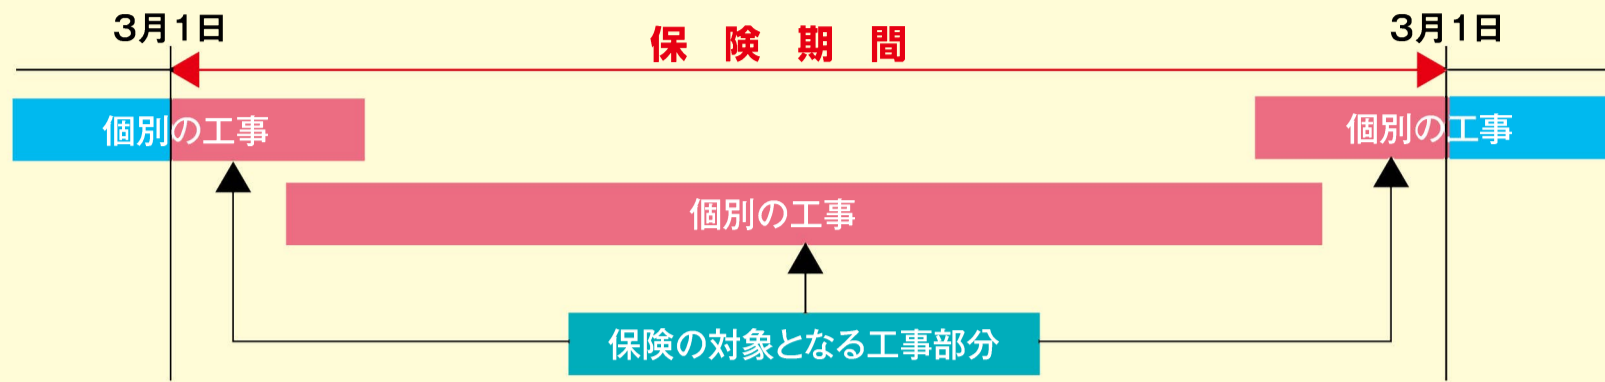 3月1日
保険期間
3月1日
個別の工事
個別の工事
個別の工事
保険の対象となる工事部分